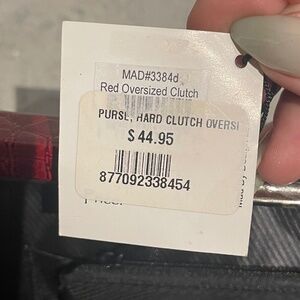 MAD#3384d
Red Oversized Clutch
PURSE, HARD CLUTCH OVERSI
$ 44.95
877092338454